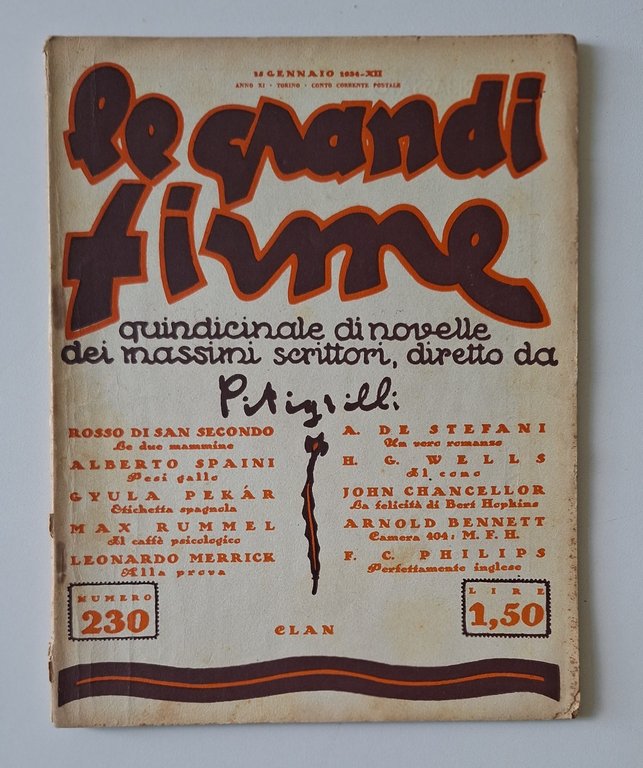 15 GENNAIO 1934-XII
ANNO XI - TORINO - CONTO CORRENTE POSTALE
le grandi
firme
quindicinale di novelle
dei massimi scrittori, diretto da
Pitigrilli
ROSSO DI SAN SECONDO
Le due mammine
ALBERTO SPAINI
Pesi gallo
GYULA PEKÁR
Etichetta spagnola
MAX RUMMEL
Il caffè psicologico
LEONARDO MERRICK
Alla prova
A. DE STEFANI
Un vero romanzo
H. G. WELLS
Il cono
JOHN CHANCELLOR
La felicità di Bert Hopkins
ARNOLD BENNETT
Camera 404: M. F. H.
F. C. PHILIPS
Perfettamente inglese
NUMERO
230
CLAN
LIRE
1,50